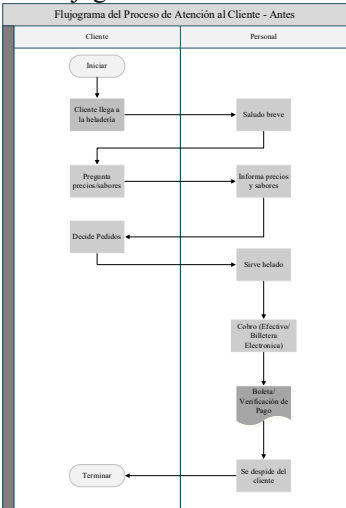 Flujograma del Proceso de Atención al Cliente - Antes
Cliente
Personal
Iniciar
Cliente llega a
la heladería
Saludo breve
Pregunta
precios/sabores
Informa precios
y sabores
Decide Pedidos
Sirve helado
Cobro (Efectivo/
Billetera
Electronica)
Boleta/
Verificación de
Pago
Se despide del
cliente
Terminar